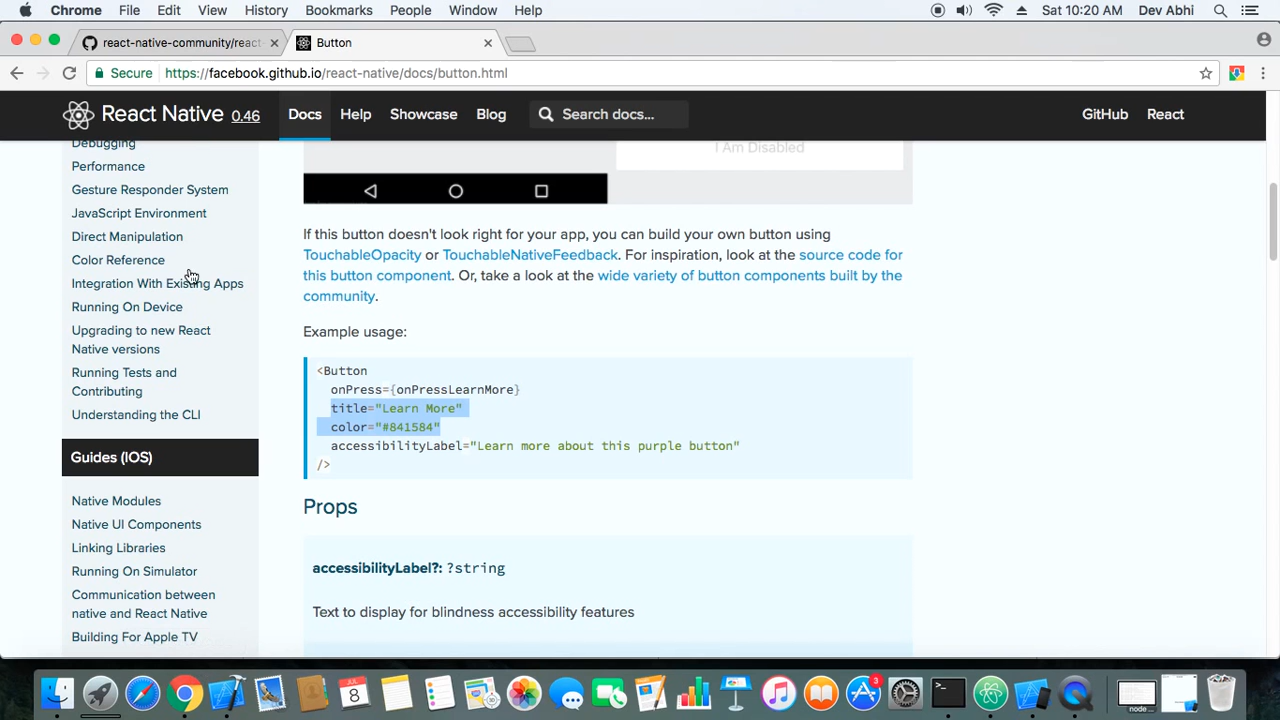 Chrome File Edit View History Bookmarks People Window Help Sat 10:20 AM Dev Abhi
react-native-community/react- Button
Secure https://facebook.github.io/react-native/docs/button.html
React Native 0.46 Docs Help Showcase Blog Search docs... GitHub React
Debugging
Performance
Gesture Responder System
JavaScript Environment
Direct Manipulation
Color Reference
Integration With Existing Apps
Running On Device
Upgrading to new React
Native versions
Running Tests and
Contributing
Understanding the CLI
Guides (IOS)
Native Modules
Native UI Components
Linking Libraries
Running On Simulator
Communication between
native and React Native
Building For Apple TV
I Am Disabled
If this button doesn't look right for your app, you can build your own button using
TouchableOpacity or TouchableNativeFeedback. For inspiration, look at the source code for
this button component. Or, take a look at the wide variety of button components built by the
community.
Example usage:
<Button
onPress={onPressLearnMore}
title="Learn More"
color="#841584"
accessibilityLabel="Learn more about this purple button"
/>
Props
accessibilityLabel?: ?string
Text to display for blindness accessibility features
8
3
node